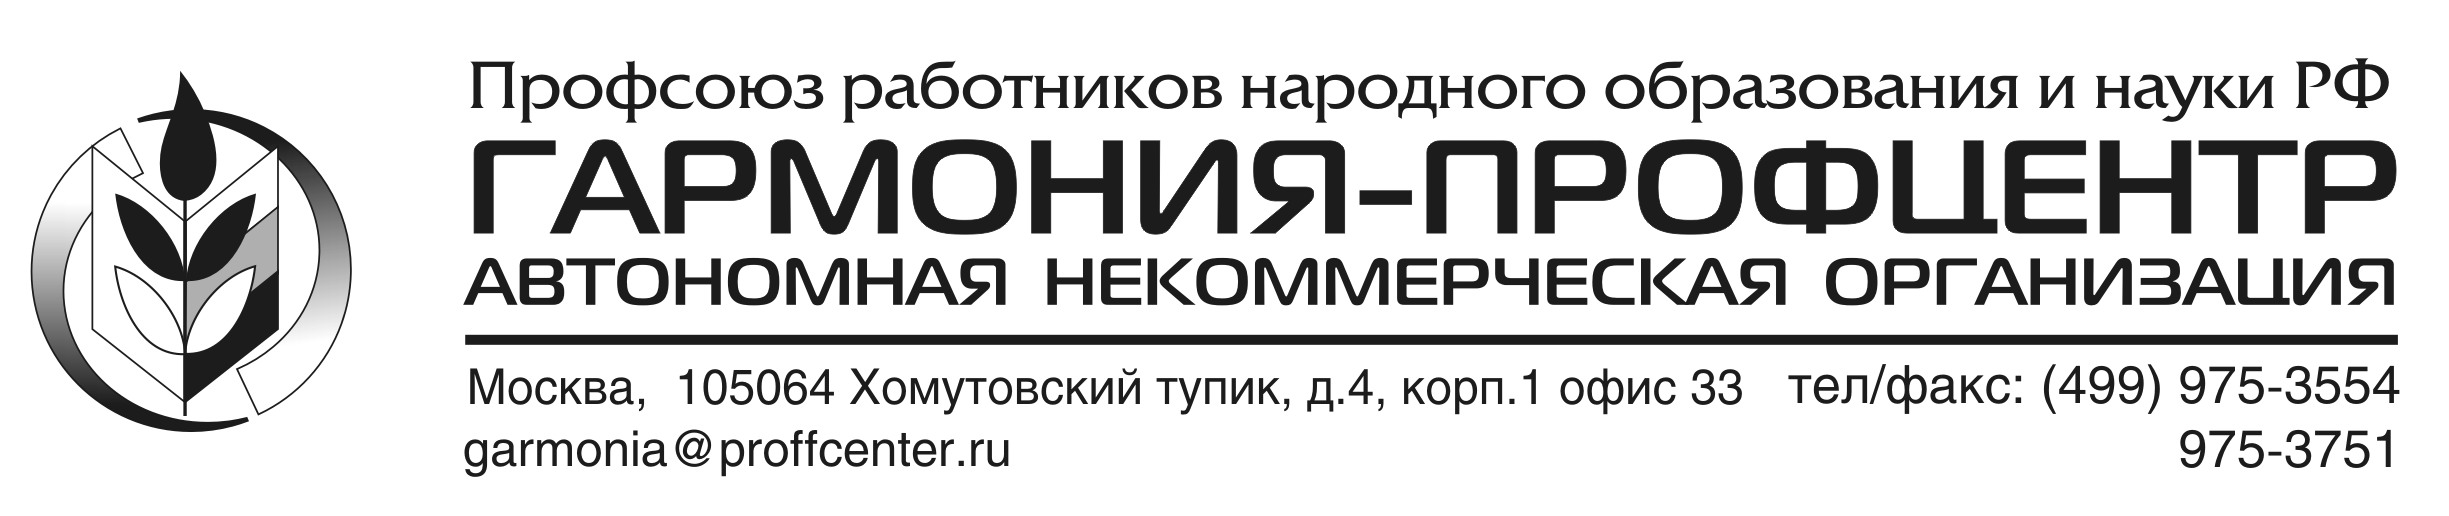 Профсоюз работников народного образования и науки РФ
ГАРМОНИЯ-ПРОФЦЕНТР
АВТОНОМНАЯ НЕКОММЕРЧЕСКАЯ ОРГАНИЗАЦИЯ
Москва, 105064 Хомутовский тупик, д.4, корп.1 офис 33 тел/факс: (499) 975-3554
garmonia@proffcenter.ru 975-3751